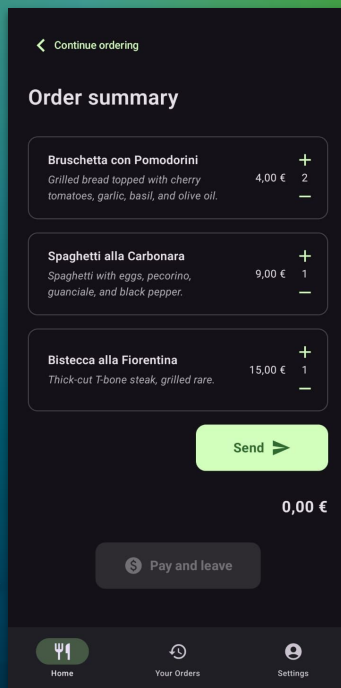 Continue ordering
Order summary
Bruschetta con Pomodorini
Grilled bread topped with cherry
tomatoes, garlic, basil, and olive oil.
4,00 €
+
2
−
Spaghetti alla Carbonara
Spaghetti with eggs, pecorino,
guanciale, and black pepper.
9,00 €
+
1
−
Bistecca alla Fiorentina
Thick-cut T-bone steak, grilled rare.
15,00 €
+
1
−
Send
0,00 €
$ Pay and leave
Home
Your Orders
Settings